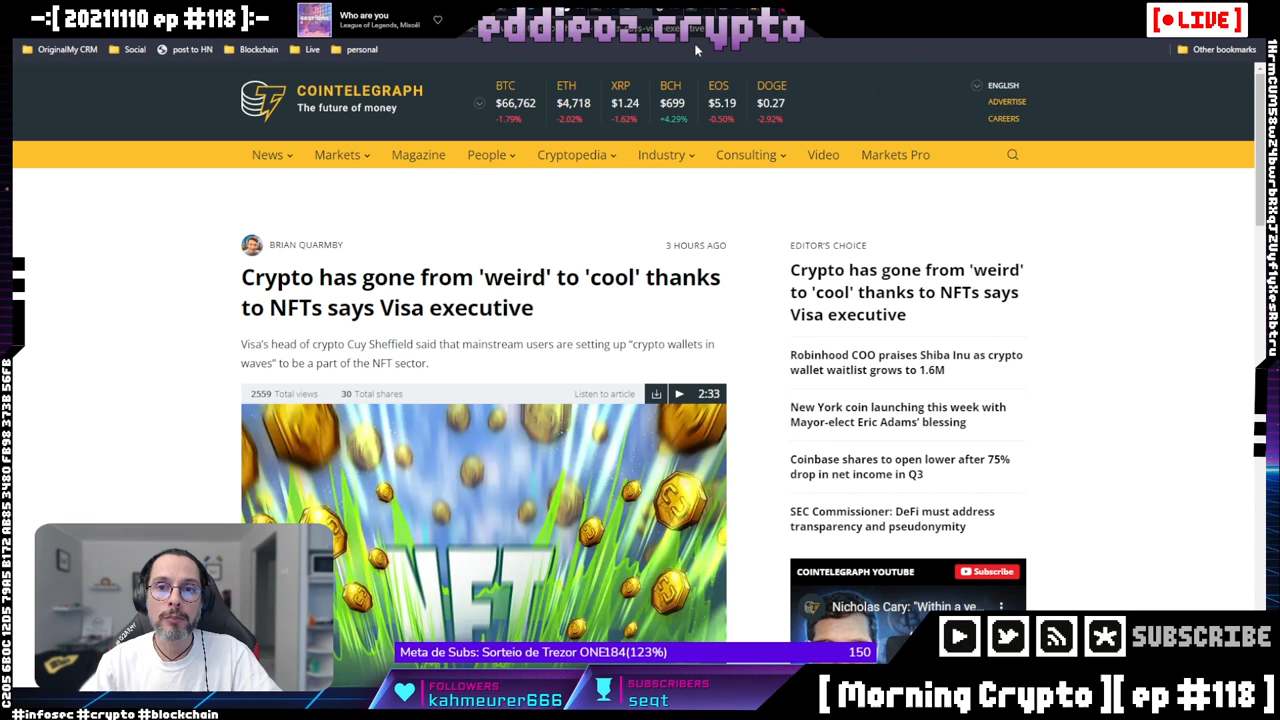 -:[ 20211110 ep #118 ]:-
Who are you
League of Legends, Misoèl
eddieoz.crypto
[● LIVE ]
OriginalMy CRM
Social
post to HN
Blockchain
Live
personal
Other bookmarks
COINTELEGRAPH
The future of money
BTC ETH XRP BCH EOS DOGE
$66,762 $4,718 $1.24 $699 $5.19 $0.27
-1.79% -2.02% -1.62% +4.29% -0.50% -2.92%
ENGLISH
ADVERTISE
CAREERS
News Markets Magazine People Cryptopedia Industry Consulting Video Markets Pro
BRIAN QUARMBY
3 HOURS AGO
Crypto has gone from 'weird' to 'cool' thanks
to NFTs says Visa executive
Visa's head of crypto Cuy Sheffield said that mainstream users are setting up "crypto wallets in
waves" to be a part of the NFT sector.
2559 Total views
30 Total shares
Listen to article
2:33
NFT
EDITOR'S CHOICE
Crypto has gone from 'weird'
to 'cool' thanks to NFTs says
Visa executive
Robinhood COO praises Shiba Inu as crypto
wallet waitlist grows to 1.6M
New York coin launching this week with
Mayor-elect Eric Adams' blessing
Coinbase shares to open lower after 75%
drop in net income in Q3
SEC Commissioner: DeFi must address
transparency and pseudonymity
COINTELEGRAPH YOUTUBE
Subscribe
Nicholas Cary: "Within a ye...
Meta de Subs: Sorteio de Trezor ONE184(123%)
150
SUBSCRIBE
FOLLOWERS
kahmeurer666
SUBSCRIBERS
seqt
[ Morning Crypto ][ ep #118 ]
#infosec #crypto #blockchain